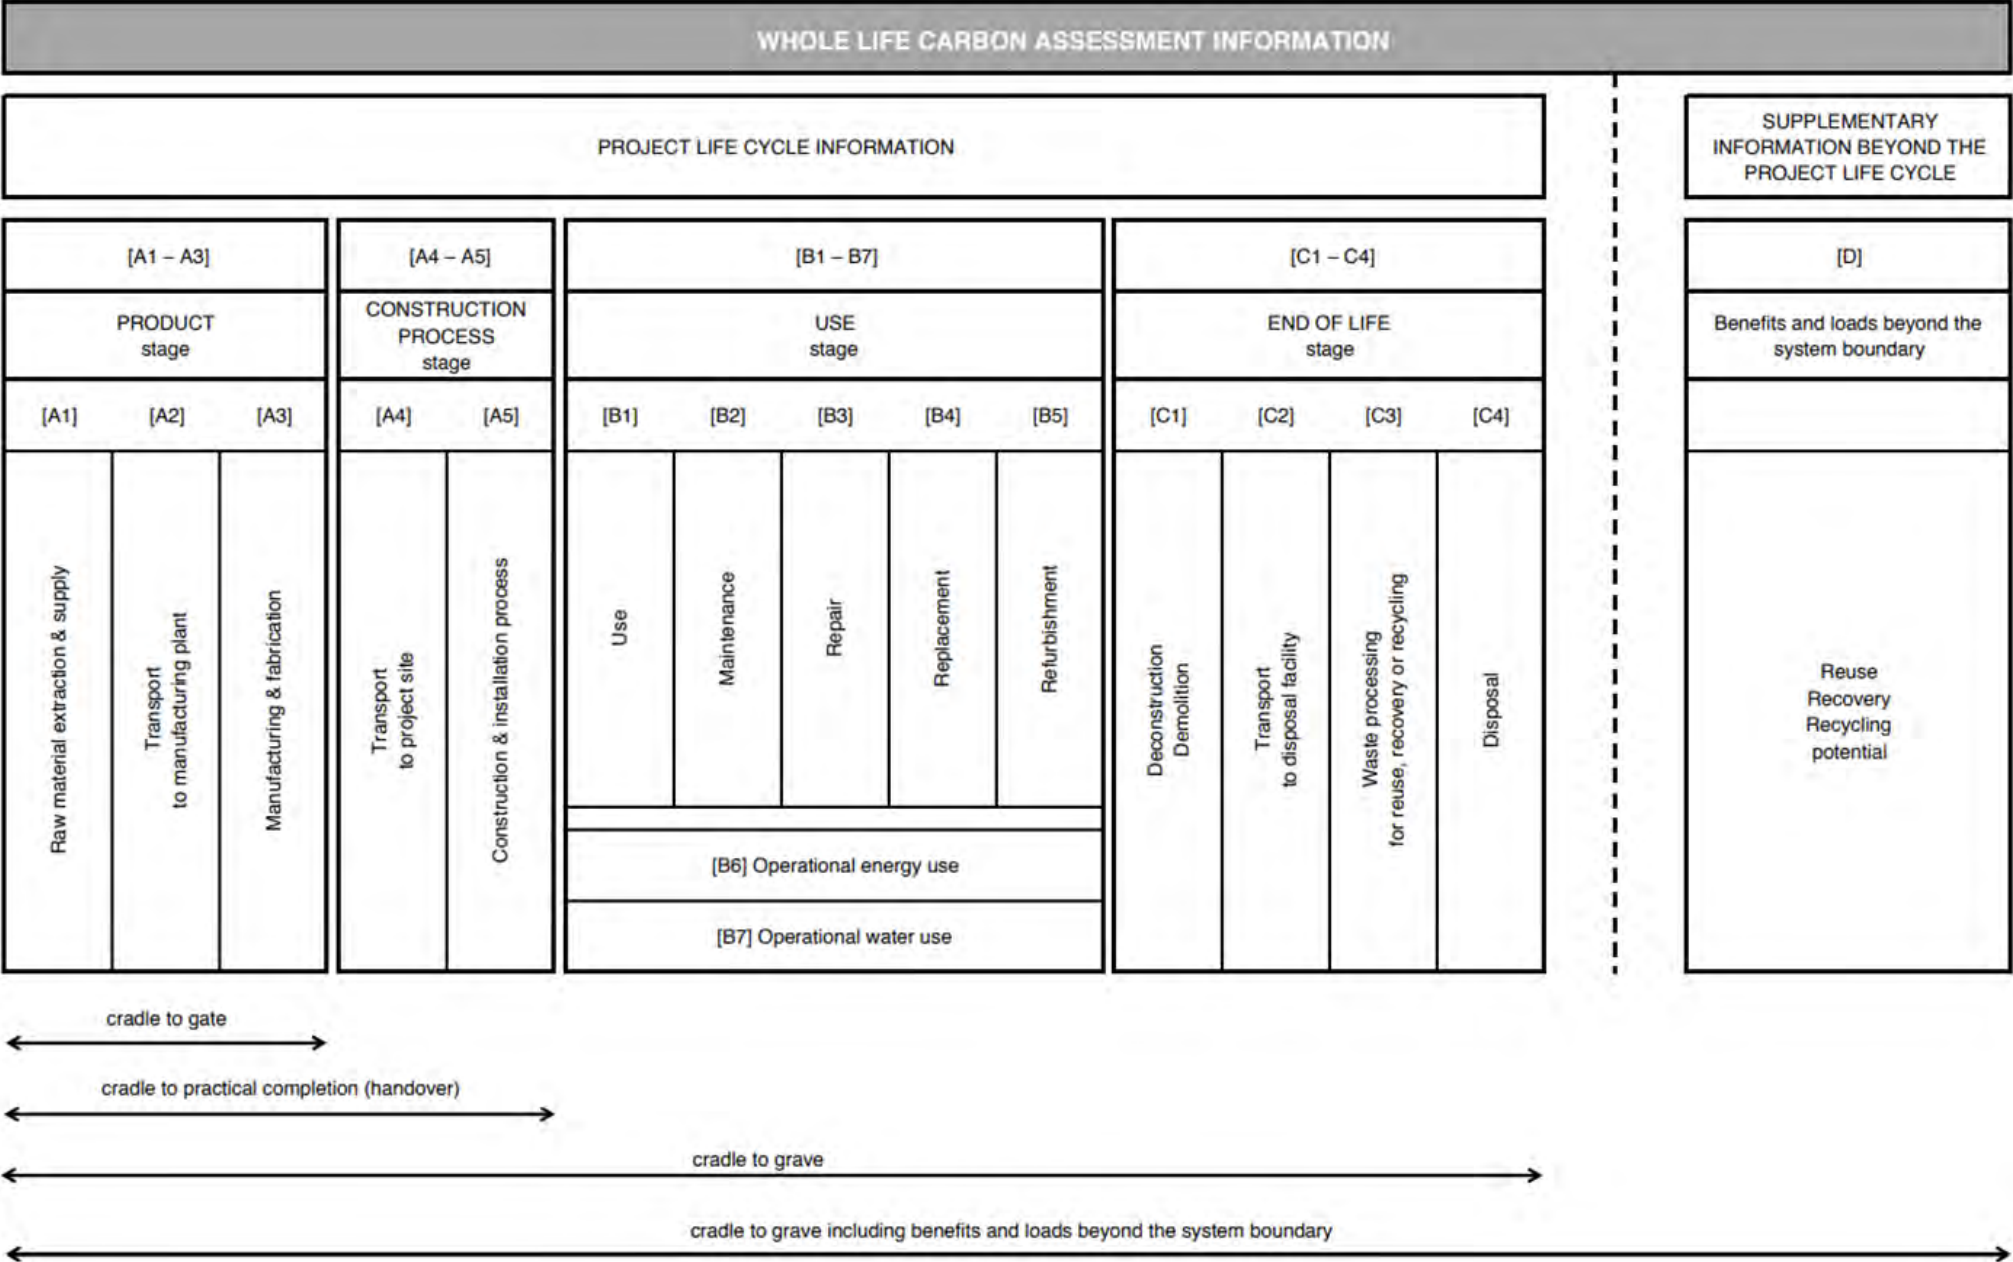 WHOLE LIFE CARBON ASSESSMENT INFORMATION
PROJECT LIFE CYCLE INFORMATION
SUPPLEMENTARY
INFORMATION BEYOND THE
PROJECT LIFE CYCLE
[A1 – A3]
[A4 – A5]
[B1 – B7]
[C1 – C4]
[D]
PRODUCT
stage
CONSTRUCTION
PROCESS
stage
USE
stage
END OF LIFE
stage
Benefits and loads beyond the
system boundary
[A1]
[A2]
[A3]
[A4]
[A5]
[B1]
[B2]
[B3]
[B4]
[B5]
[C1]
[C2]
[C3]
[C4]
Raw material extraction & supply
Transport
to manufacturing plant
Manufacturing & fabrication
Transport
to project site
Construction & installation process
Use
Maintenance
Repair
Replacement
Refurbishment
[B6] Operational energy use
[B7] Operational water use
Deconstruction
Demolition
Transport
to disposal facility
Waste processing
for reuse, recovery or recycling
Disposal
Reuse
Recovery
Recycling
potential
cradle to gate
cradle to practical completion (handover)
cradle to grave
cradle to grave including benefits and loads beyond the system boundary